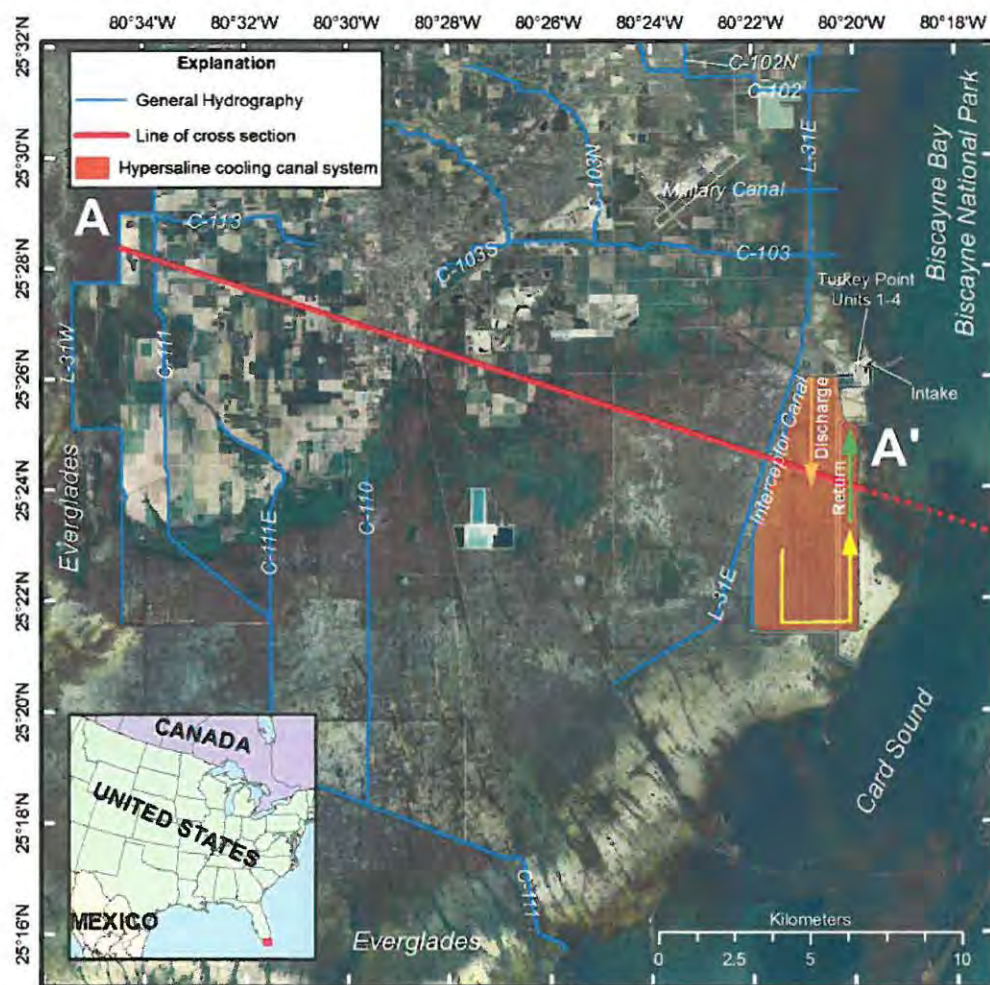 80°34'W
80°33'W
80°30'W
80°28'W
80°26'W
80°24'W
80°22'W
80°20'W
80°18'W
25°32'N
25°30'N
25°28'N
25°26'N
25°24'N
25°22'N
25°20'N
25°18'N
25°16'N
Explanation
General Hydrography
Line of cross section
Hypersaline cooling canal system
C-102N
C-102
L-31E
C-103N
Military Canal
C-103
C-103S
A
C-113
L-31W
C-111
Everglades
C-111E
C-110
Biscayne Bay
Biscayne National Park
Turkey Point
Units 1-4
Intake
Interceptor Canal
Discharge
Return
A'
L-31E
Card Sound
C-111
Everglades
CANADA
UNITED STATES
MEXICO
Kilometers
0 2.5 5 10